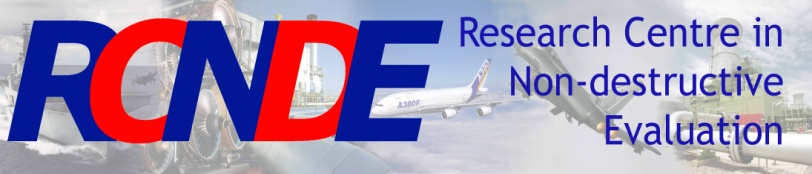 RCNDE
Research Centre in
Non-destructive
Evaluation
A380F